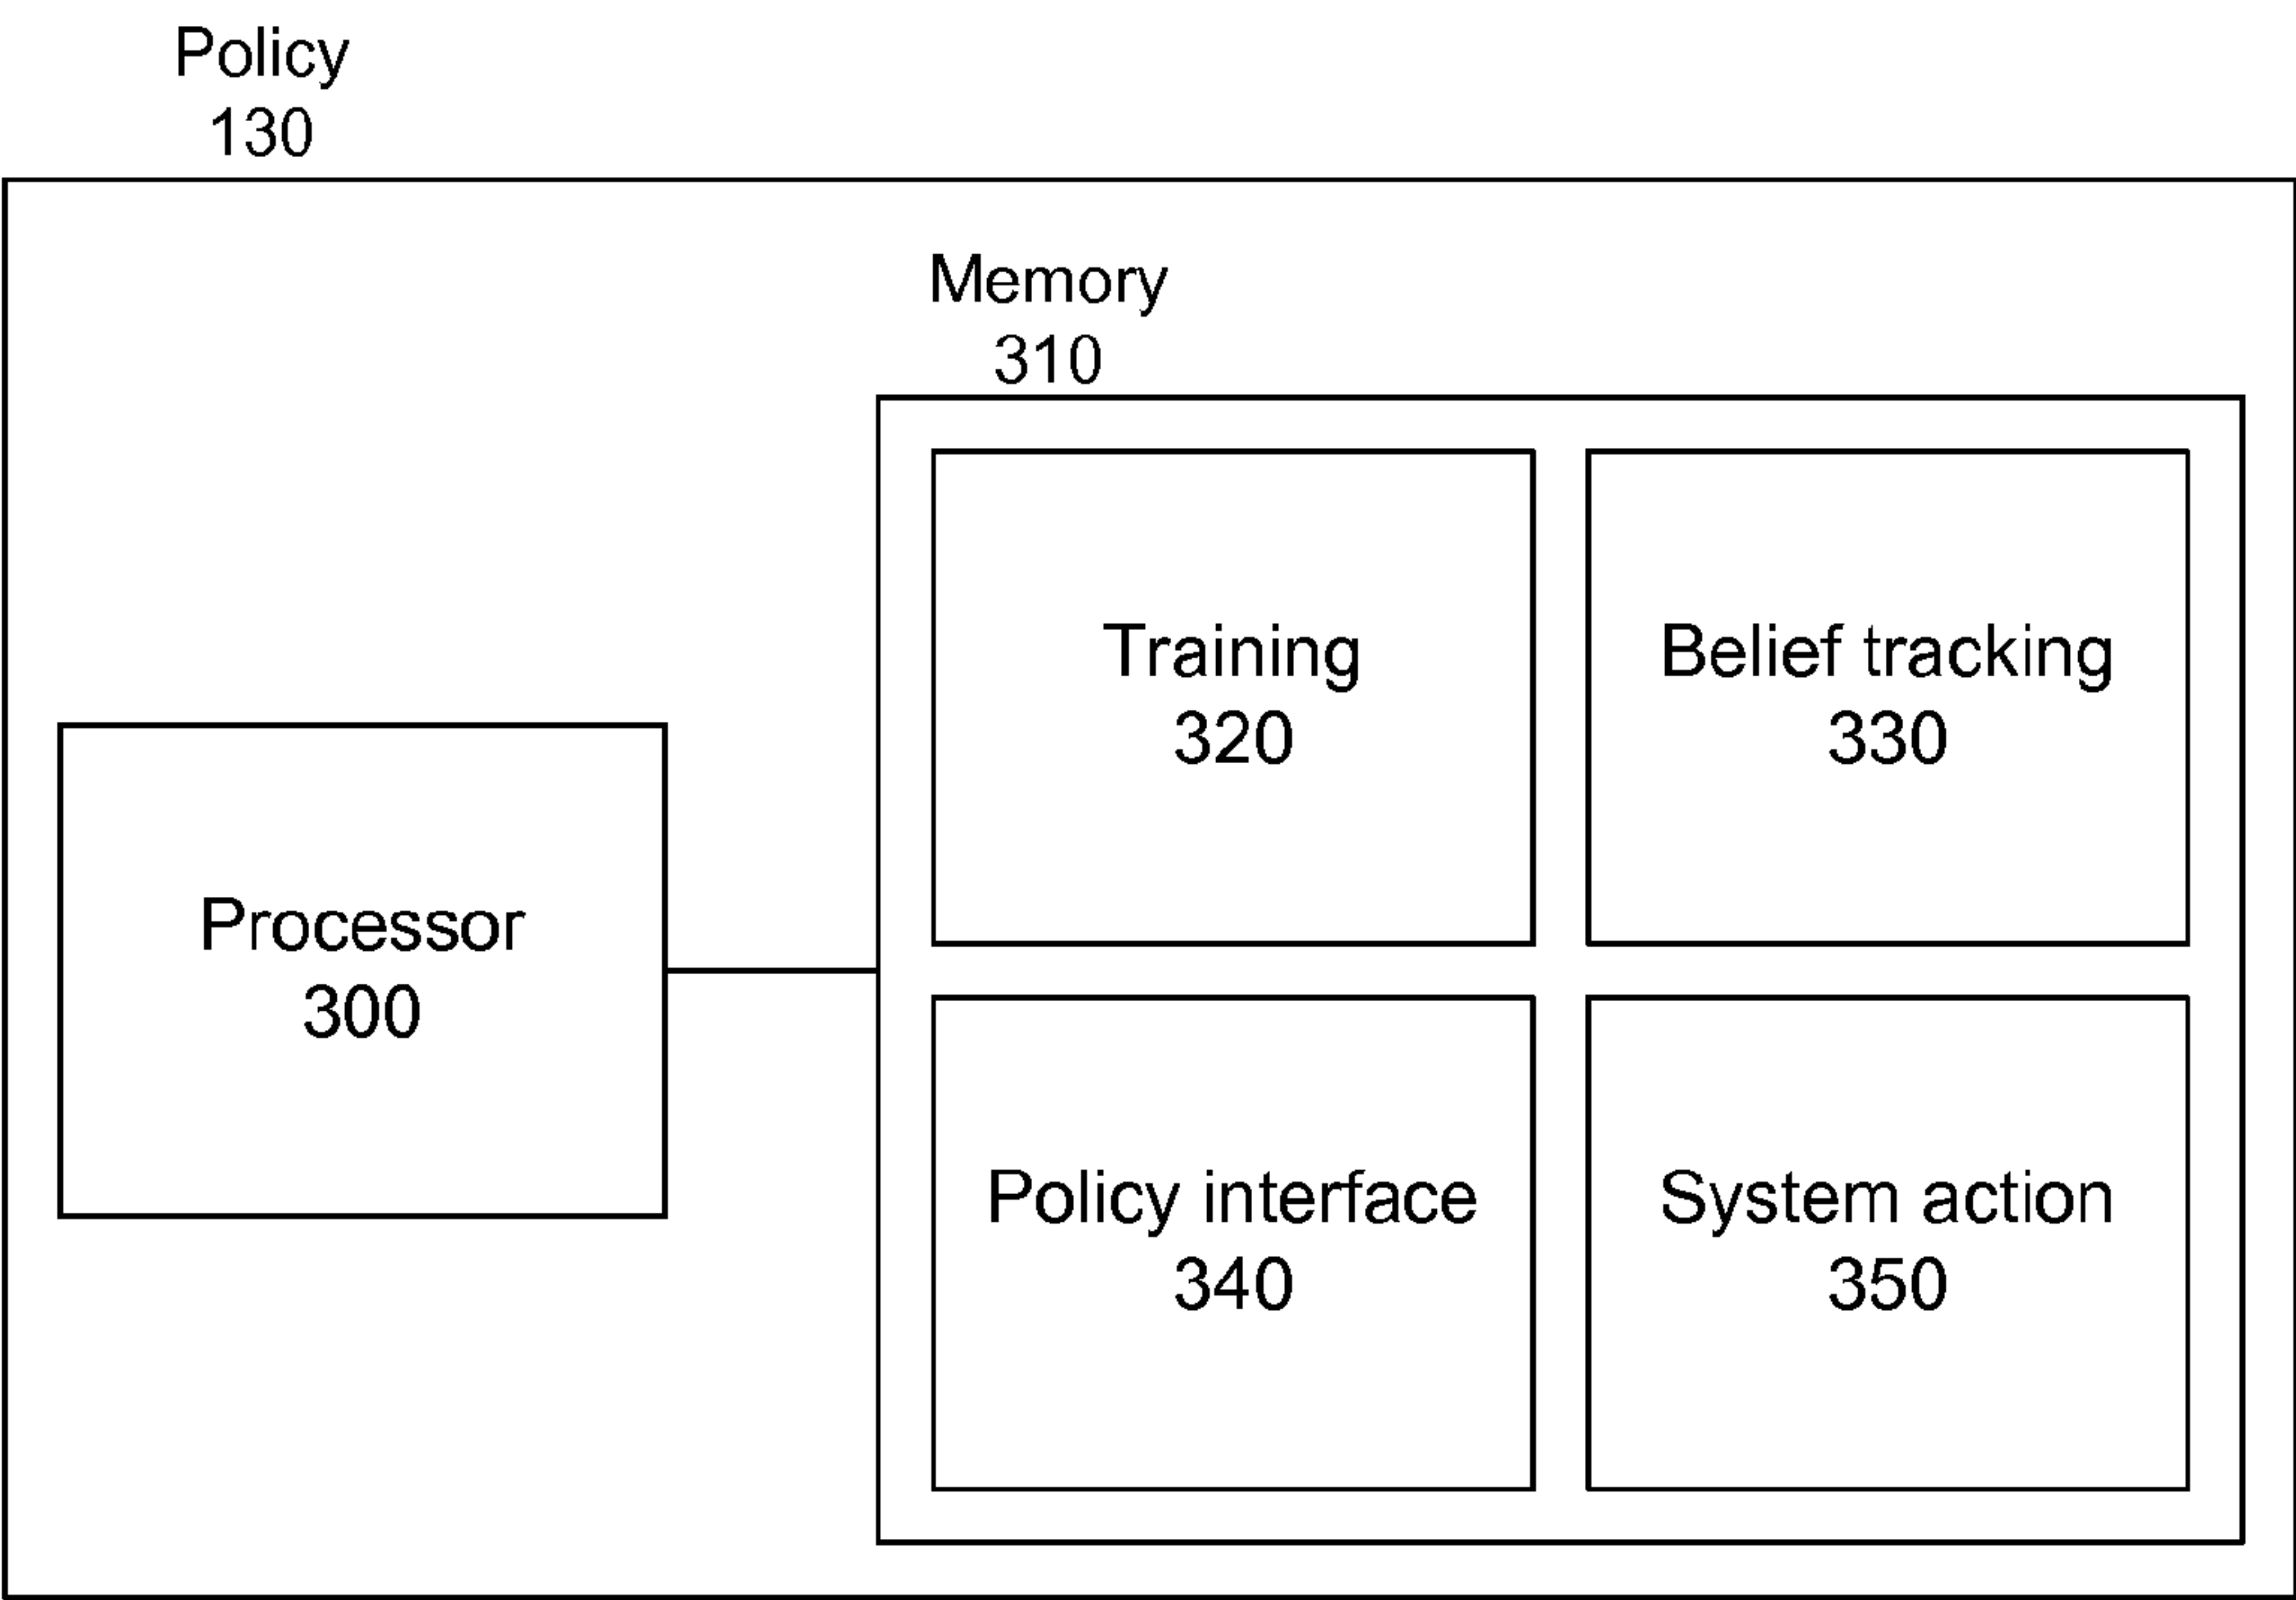 Policy
130
Memory
310
Training
320
Belief tracking
330
Processor
300
Policy interface
340
System action
350